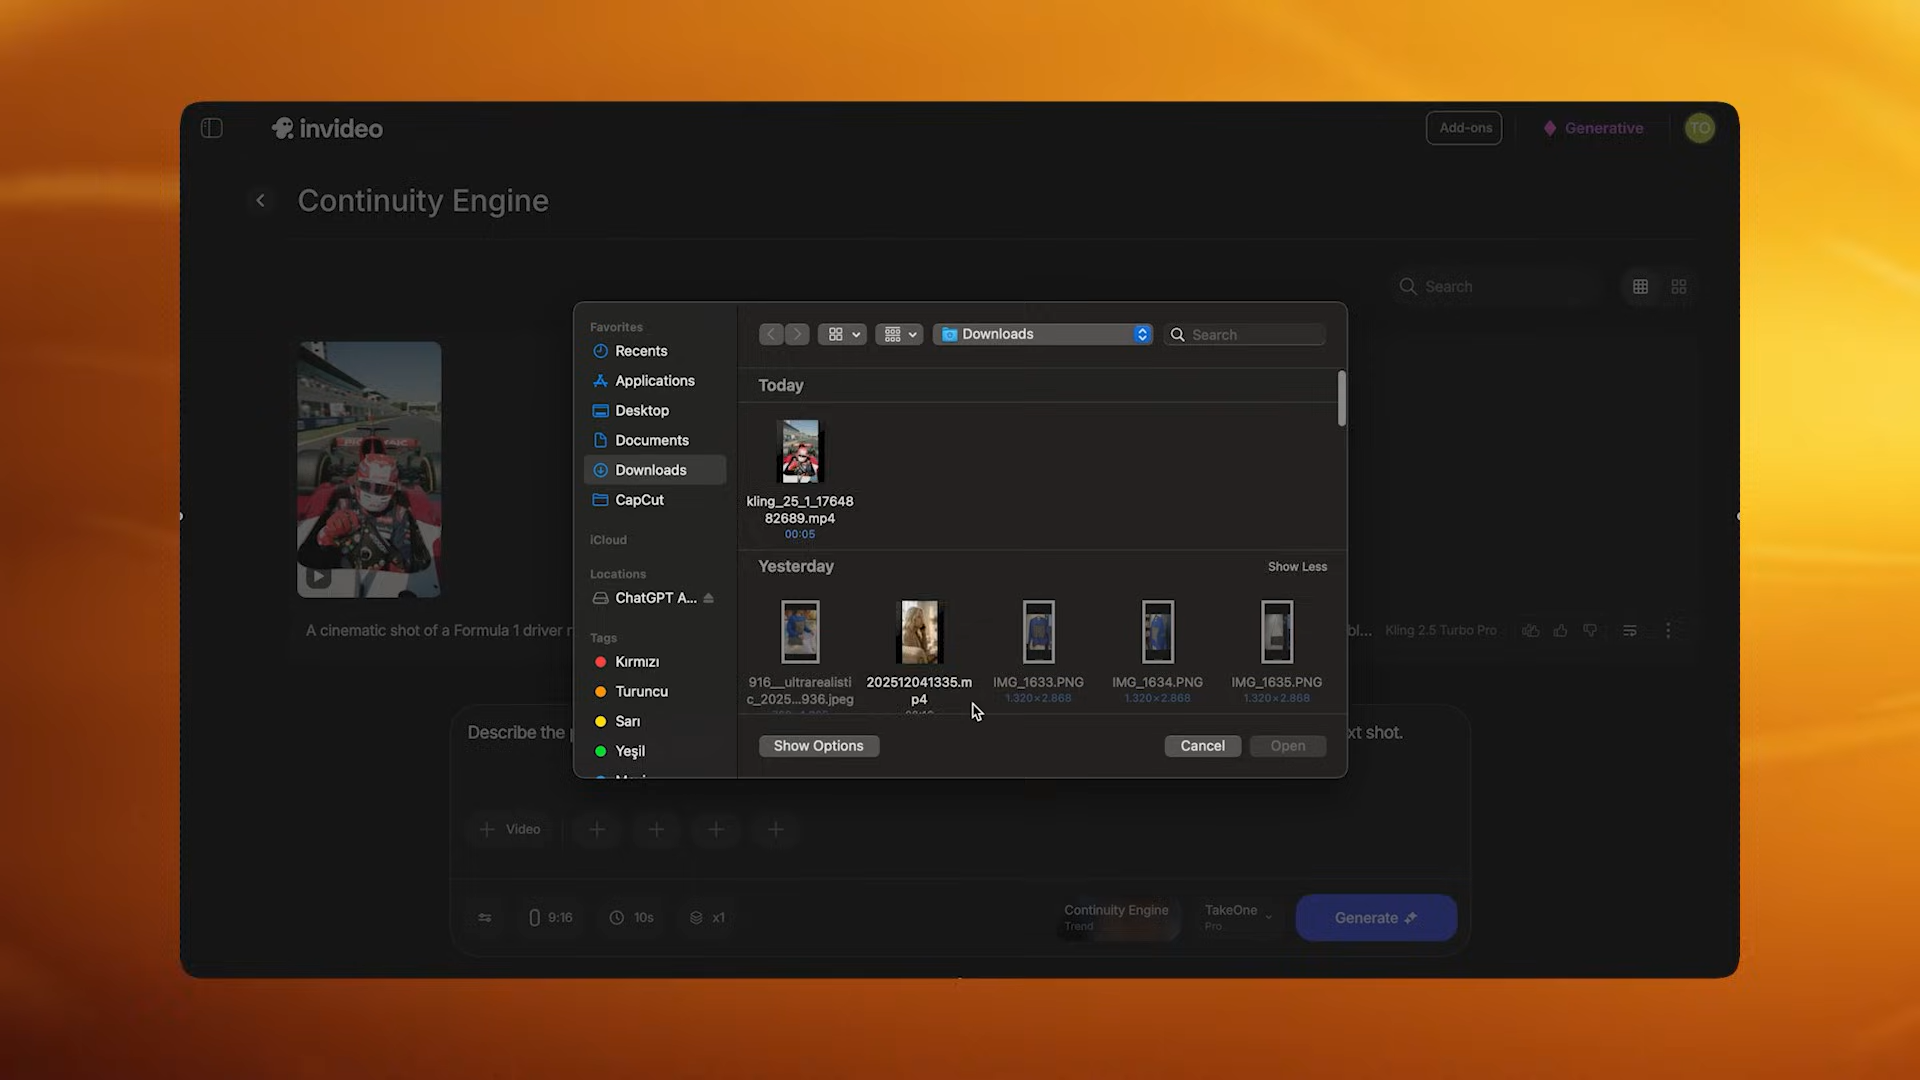 invideo
Add-ons
Generative
TO
Continuity Engine
Search
Favorites
Recents
Applications
Desktop
Documents
Downloads
CapCut
iCloud
Locations
ChatGPT A...
Tags
Kırmızı
Turuncu
Sarı
Yeşil
Downloads
Search
Today
kling_25_1_17648
82689.mp4
00:05
Yesterday
Show Less
916__ultrarealisti
c_2025...936.jpeg
202512041335.m
p4
IMG_1633.PNG
1.320×2.868
IMG_1634.PNG
1.320×2.868
IMG_1635.PNG
1.320×2.868
Show Options
Cancel
Open
A cinematic shot of a Formula 1 driver r
bl...
Kling 2.5 Turbo Pro
Describe the
xt shot.
Video
9:16
10s
x1
Continuity Engine
Trend
TakeOne
Pro
Generate